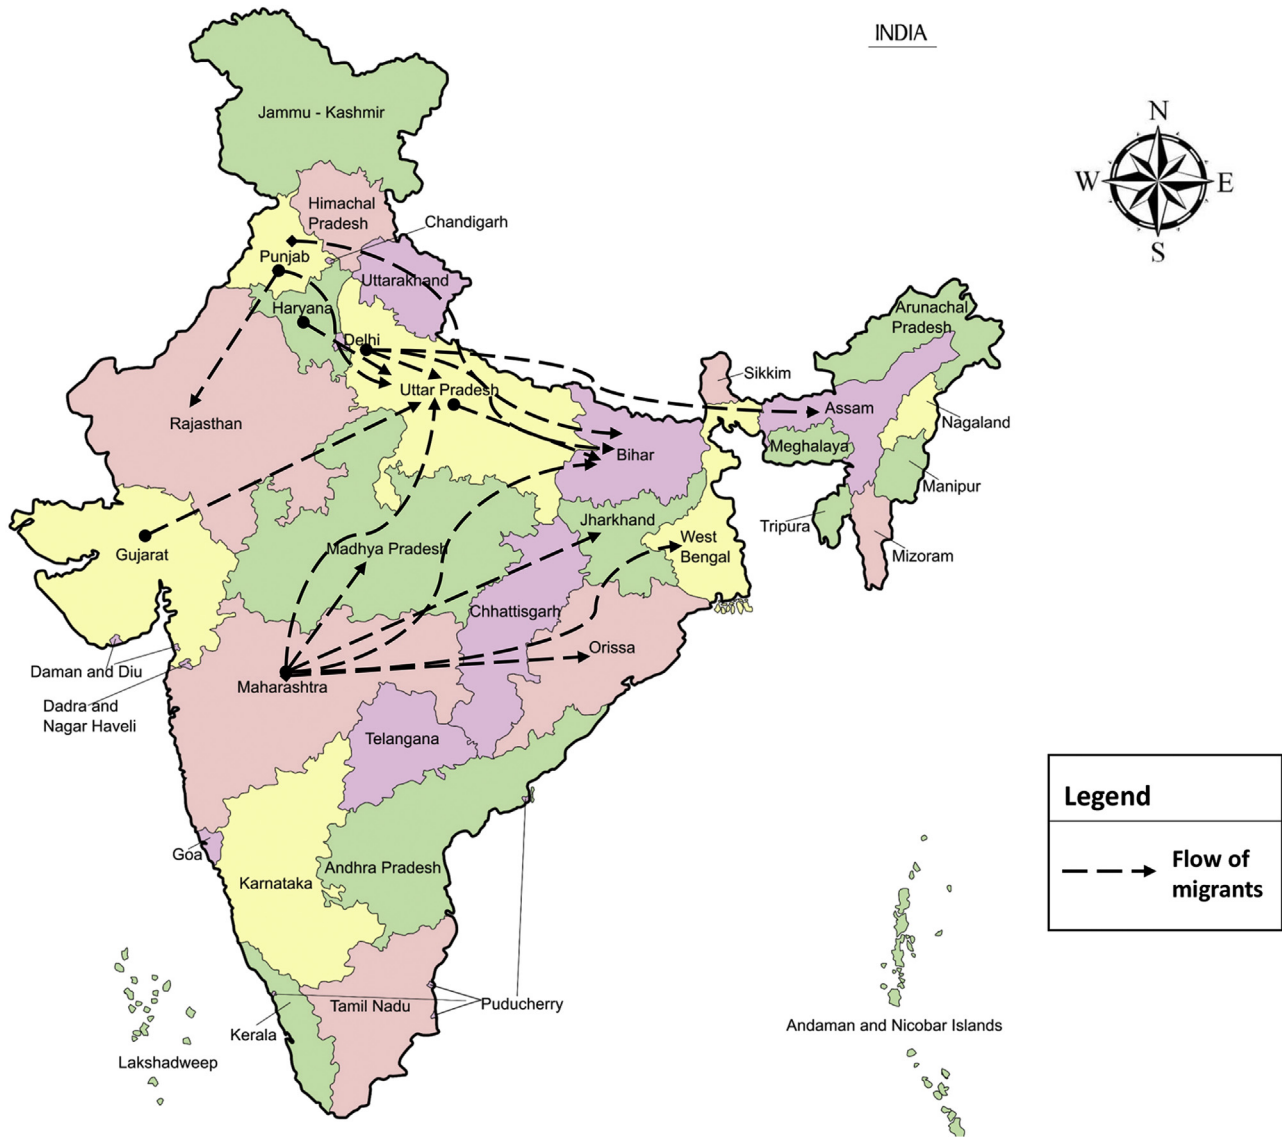 INDIA
N
W
E
S
Jammu - Kashmir
Himachal
Pradesh
Chandigarh
Punjab
Uttarakhand
Haryana
Delhi
Arunachal
Pradesh
Sikkim
Uttar Pradesh
Assam
Rajasthan
Nagaland
Meghalaya
Bihar
Manipur
Jharkhand
Tripura
West
Bengal
Madhya Pradesh
Gujarat
Mizoram
Chhattisgarh
Orissa
Daman and Diu
Maharashtra
Dadra and
Nagar Haveli
Telangana
Legend
Flow of
migrants
Goa
Andhra Pradesh
Karnataka
Puducherry
Tamil Nadu
Kerala
Andaman and Nicobar Islands
Lakshadweep